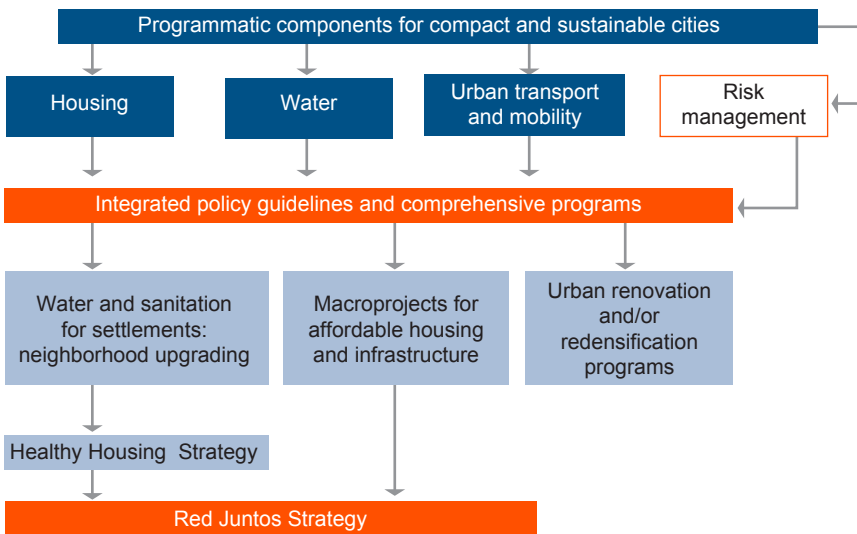 Programmatic components for compact and sustainable cities
Housing
Water
Urban transport
and mobility
Risk
management
Integrated policy guidelines and comprehensive programs
Water and sanitation
for settlements:
neighborhood upgrading
Macroprojects for
affordable housing
and infrastructure
Urban renovation
and/or
redensification
programs
Healthy Housing Strategy
Red Juntos Strategy